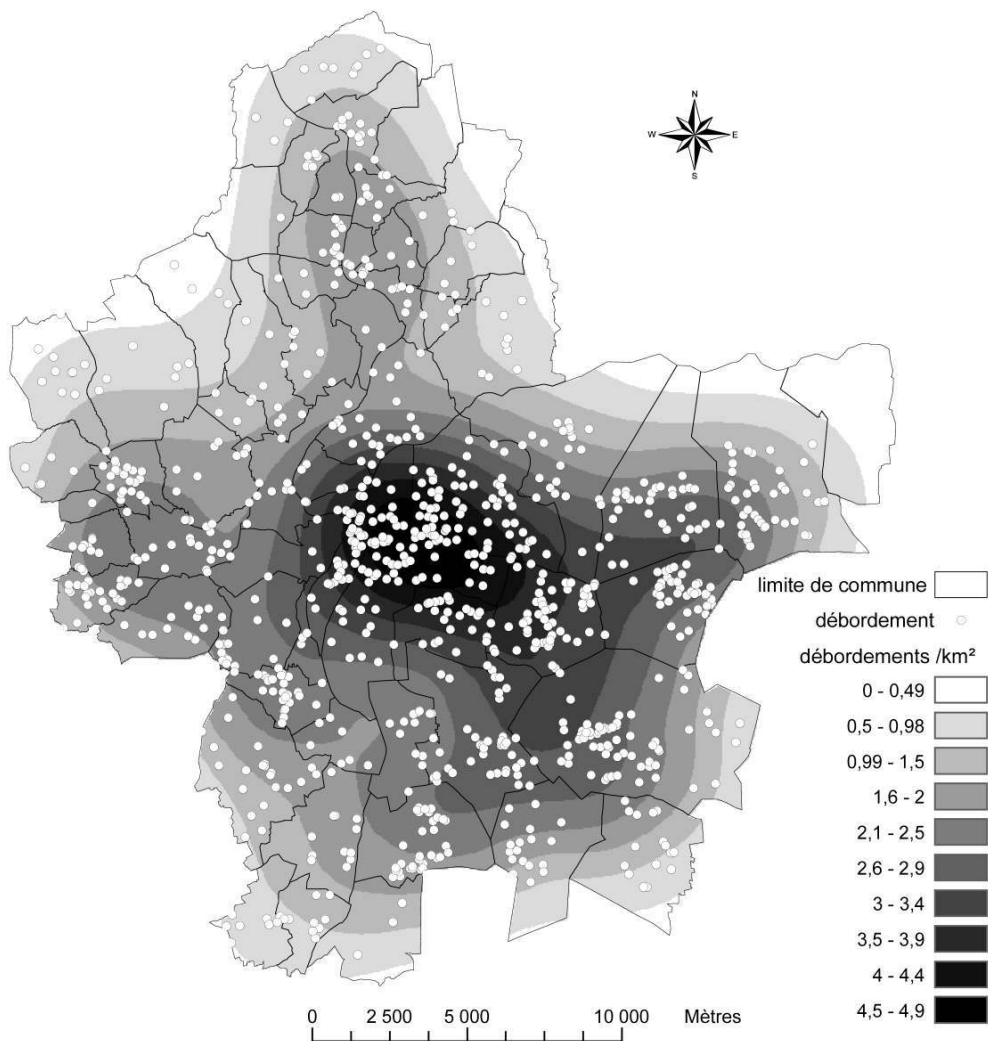 N
W E
S
limite de commune
débordement
débordements /km²
0 - 0,49
0,5 - 0,98
0,99 - 1,5
1,6 - 2
2,1 - 2,5
2,6 - 2,9
3 - 3,4
3,5 - 3,9
4 - 4,4
4,5 - 4,9
0 2 500 5 000 10 000 Mètres